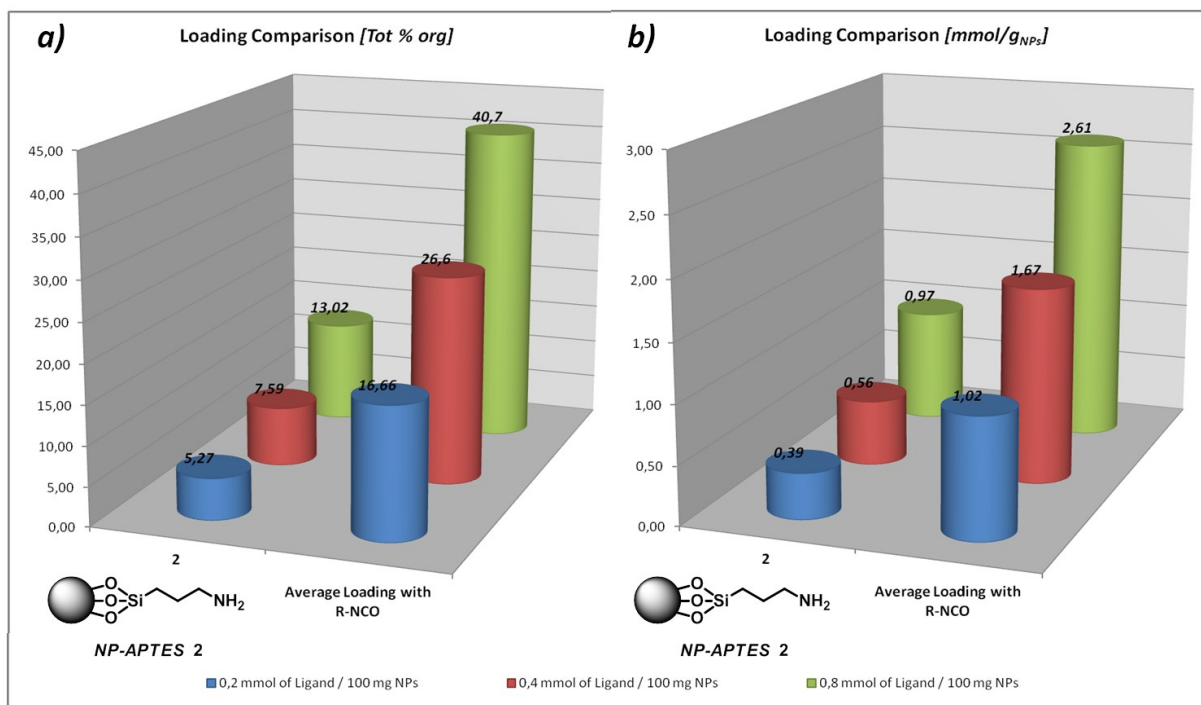 a)
Loading Comparison [Tot % org]
45,00
40,00
35,00
30,00
25,00
20,00
15,00
10,00
5,00
0,00
40,7
26,6
13,02
16,66
7,59
5,27
2
Average Loading with
R-NCO
O
O
O
Si
NH2
NP-APTES 2
b)
Loading Comparison [mmol/gNPs]
3,00
2,50
2,00
1,50
1,00
0,50
0,00
2,61
1,67
0,97
1,02
0,56
0,39
2
Average Loading with
R-NCO
O
O
O
Si
NH2
NP-APTES 2
0,2 mmol of Ligand / 100 mg NPs
0,4 mmol of Ligand / 100 mg NPs
0,8 mmol of Ligand / 100 mg NPs